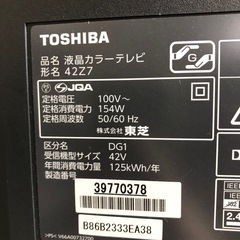 TOSHIBA
品名 液晶カラーテレビ
形名 42Z7
G
JQA
定格電圧： 100V～
定格消費電力： 154W
定格周波数： 50/60 Hz
株式会社 東芝
区分名： DG1
受信機型サイズ： 42V
年間消費電力量： 125kWh/年
製造番号：
39770378
B86B2333EA38